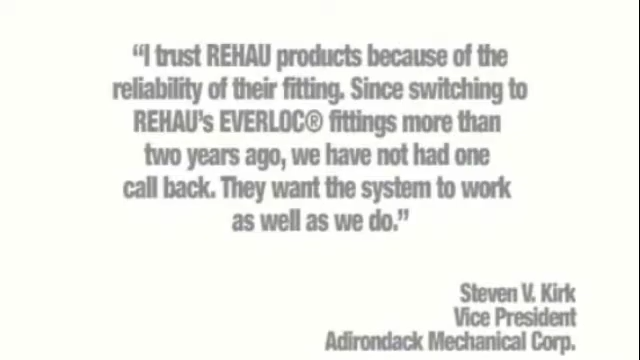 “I trust REHAU products because of the
reliability of their fitting. Since switching to
REHAU’s EVERLOC® fittings more than
two years ago, we have not had one
call back. They want the system to work
as well as we do.”
Steven V. Kirk
Vice President
Adirondack Mechanical Corp.